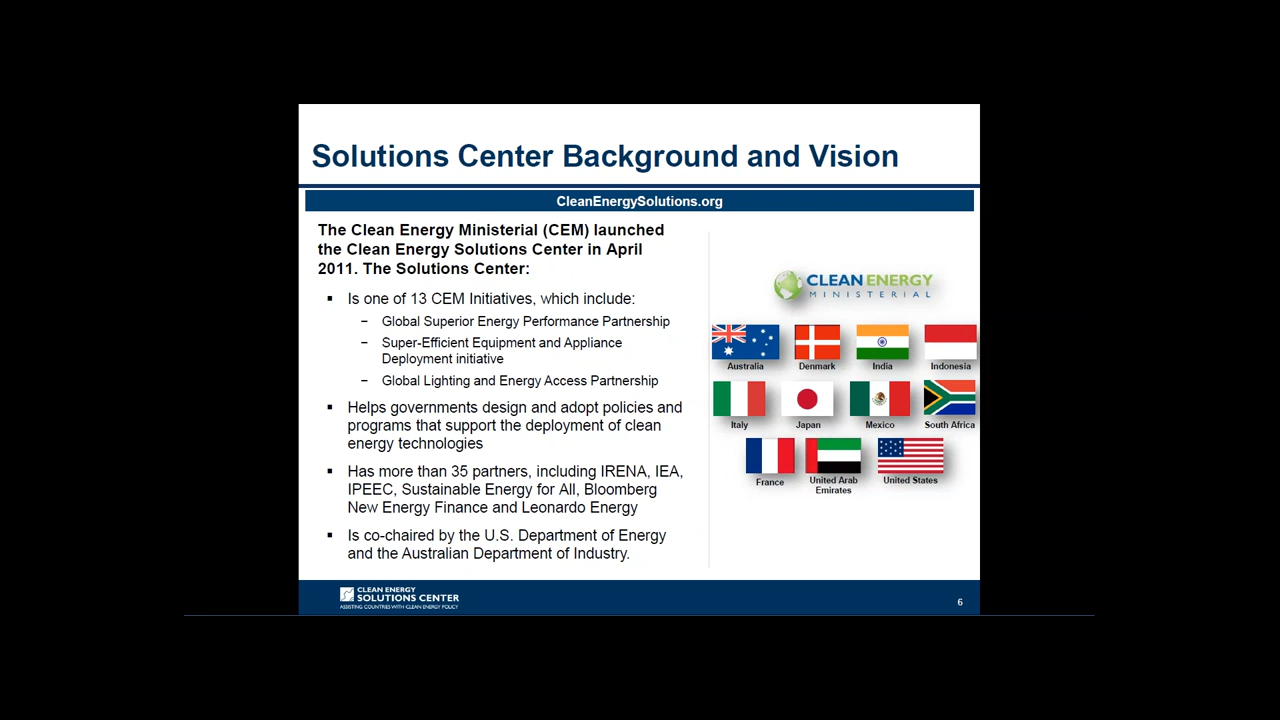 Solutions Center Background and Vision
CleanEnergySolutions.org
The Clean Energy Ministerial (CEM) launched
the Clean Energy Solutions Center in April
2011. The Solutions Center:
▪ Is one of 13 CEM Initiatives, which include:
− Global Superior Energy Performance Partnership
− Super-Efficient Equipment and Appliance
Deployment initiative
− Global Lighting and Energy Access Partnership
▪ Helps governments design and adopt policies and
programs that support the deployment of clean
energy technologies
▪ Has more than 35 partners, including IRENA, IEA,
IPEEC, Sustainable Energy for All, Bloomberg
New Energy Finance and Leonardo Energy
▪ Is co-chaired by the U.S. Department of Energy
and the Australian Department of Industry.
CLEAN ENERGY
MINISTERIAL
Australia Denmark India Indonesia
Italy Japan Mexico South Africa
France United Arab United States
Emirates
CLEAN ENERGY
SOLUTIONS CENTER
ASSISTING COUNTRIES WITH CLEAN ENERGY POLICY
6